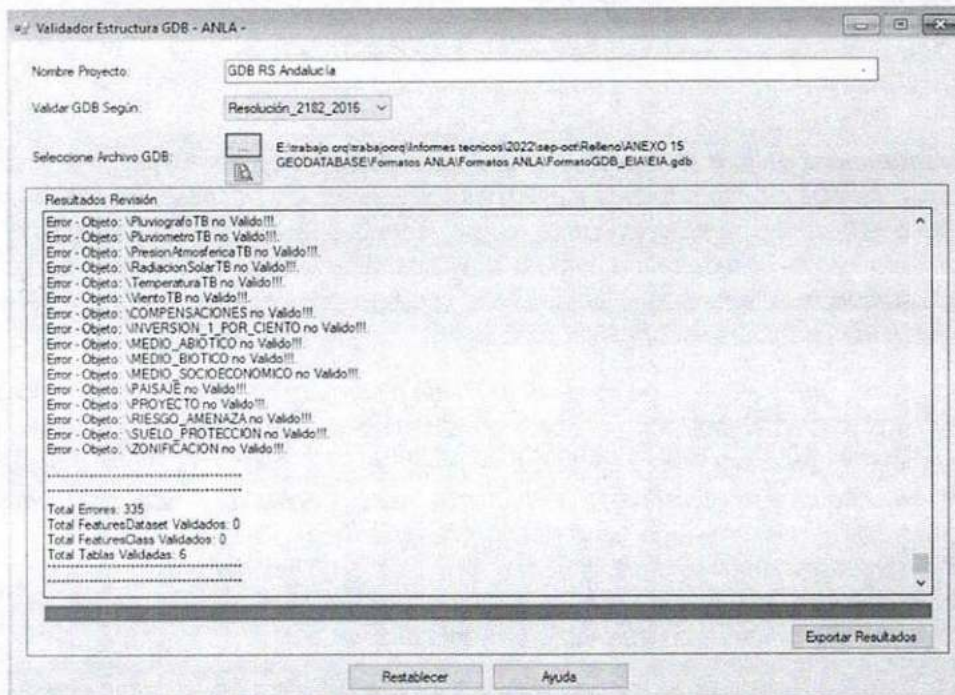 Validador Estructura GDB - ANLA -
Nombre Proyecto: GDB RS Andalucía
Validar GDB Según: Resolución_2182_2016
Seleccione Archivo GDB: ...
E:\trabajo crq\trabajocrq\Informes tecnicos\2022\sep-oct\Relleno\ANEXO 15
GEODATABASE\Formatos ANLA\Formatos ANLA\FormatoGDB_EIA\EIA.gdb
Resultados Revisión
Error - Objeto: \PluviografoTB no Valido!!!.
Error - Objeto: \PluviometroTB no Valido!!!.
Error - Objeto: \PresionAtmosfericaTB no Valido!!!.
Error - Objeto: \RadiacionSolarTB no Valido!!!.
Error - Objeto: \TemperaturaTB no Valido!!!.
Error - Objeto: \VientoTB no Valido!!!.
Error - Objeto: \COMPENSACIONES no Valido!!!.
Error - Objeto: \INVERSION_1_POR_CIENTO no Valido!!!.
Error - Objeto: \MEDIO_ABIOTICO no Valido!!!.
Error - Objeto: \MEDIO_BIOTICO no Valido!!!.
Error - Objeto: \MEDIO_SOCIOECONOMICO no Valido!!!.
Error - Objeto: \PAISAJE no Valido!!!.
Error - Objeto: \PROYECTO no Valido!!!.
Error - Objeto: \RIESGO_AMENAZA no Valido!!!.
Error - Objeto: \SUELO_PROTECCION no Valido!!!.
Error - Objeto: \ZONIFICACION no Valido!!!.
Total Errores: 335
Total FeaturesDataset Validados: 0
Total FeaturesClass Validados: 0
Total Tablas Validadas: 6
Exportar Resultados
Restablecer
Ayuda